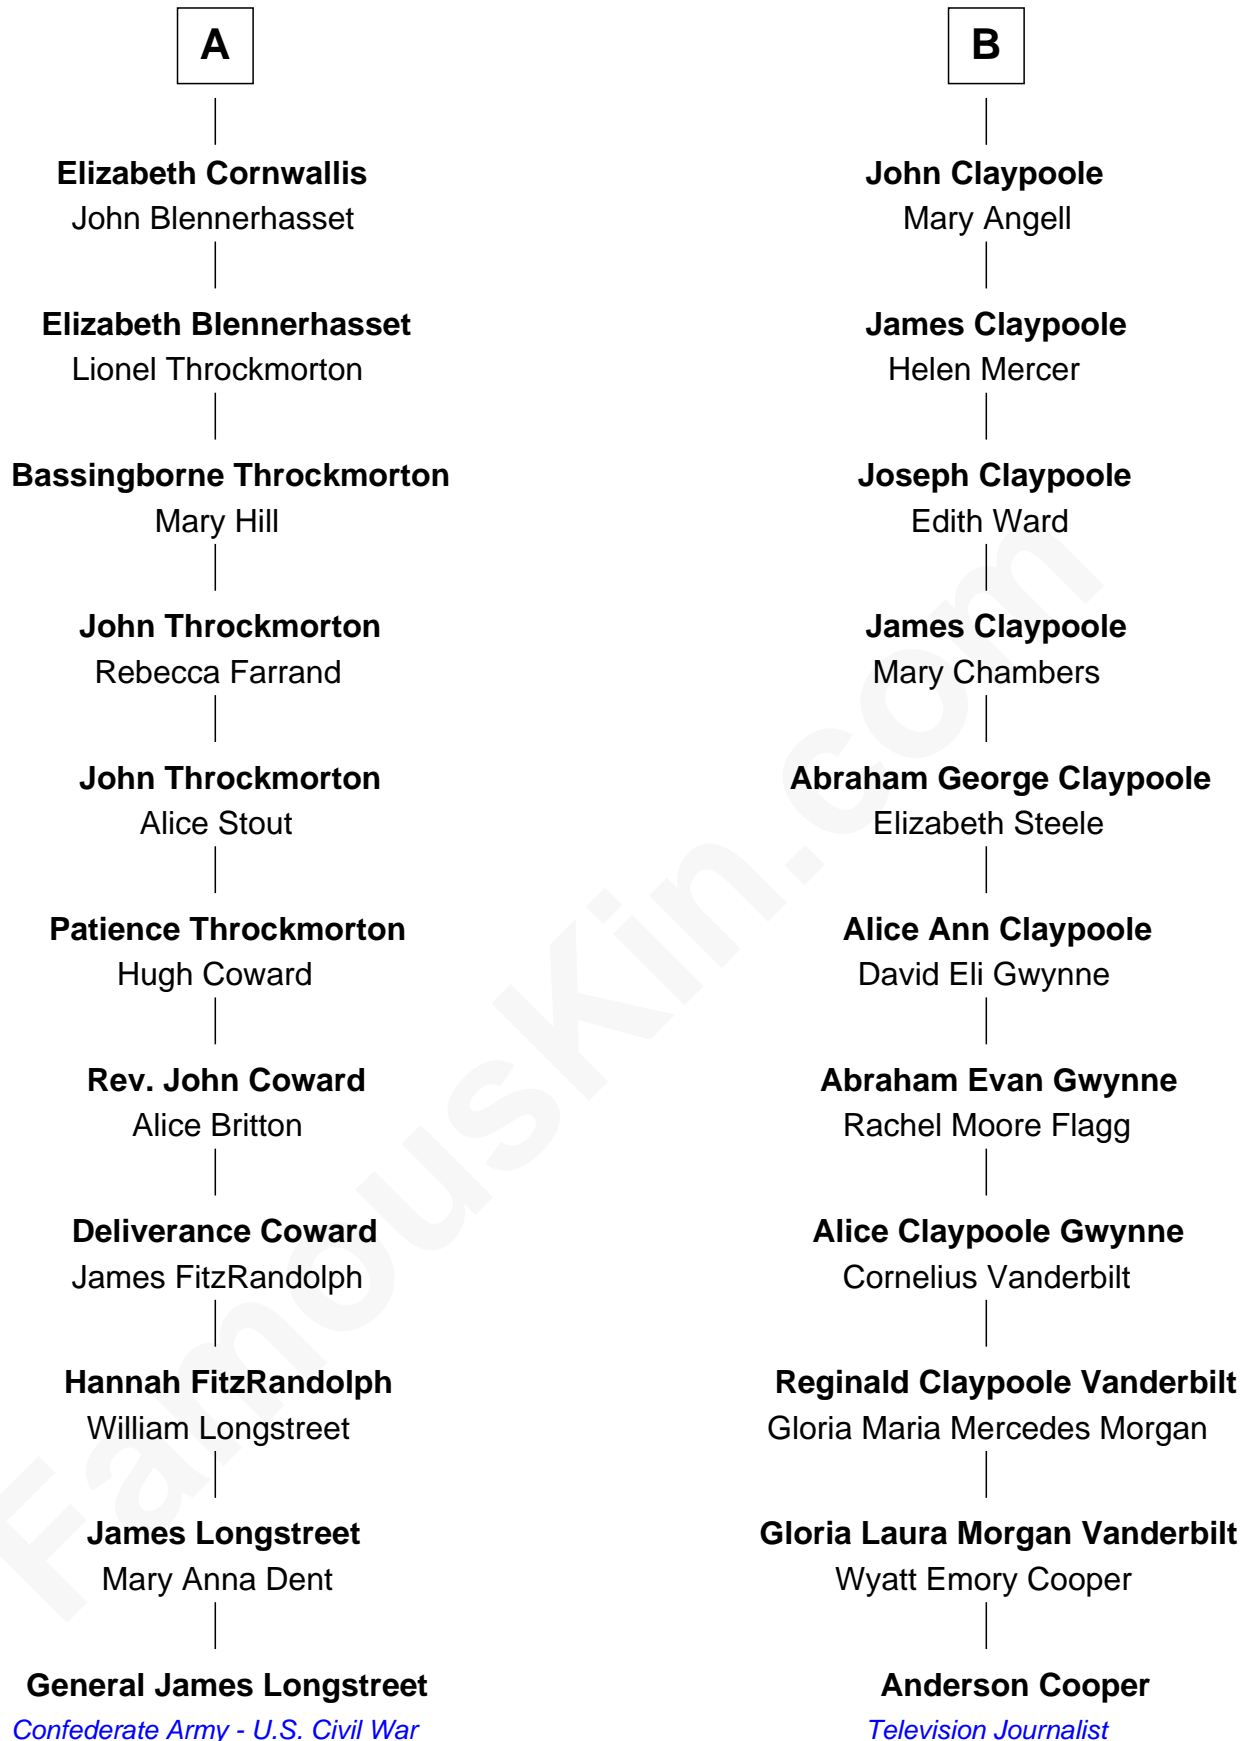 A
Elizabeth Cornwallis
John Blennerhasset
Elizabeth Blennerhasset
Lionel Throckmorton
Bassingborne Throckmorton
Mary Hill
John Throckmorton
Rebecca Farrand
John Throckmorton
Alice Stout
Patience Throckmorton
Hugh Coward
Rev. John Coward
Alice Britton
Deliverance Coward
James FitzRandolph
Hannah FitzRandolph
William Longstreet
James Longstreet
Mary Anna Dent
General James Longstreet
Confederate Army - U.S. Civil War
B
John Claypoole
Mary Angell
James Claypoole
Helen Mercer
Joseph Claypoole
Edith Ward
James Claypoole
Mary Chambers
Abraham George Claypoole
Elizabeth Steele
Alice Ann Claypoole
David Eli Gwynne
Abraham Evan Gwynne
Rachel Moore Flagg
Alice Claypoole Gwynne
Cornelius Vanderbilt
Reginald Claypoole Vanderbilt
Gloria Maria Mercedes Morgan
Gloria Laura Morgan Vanderbilt
Wyatt Emory Cooper
Anderson Cooper
Television Journalist
FamousKin.com